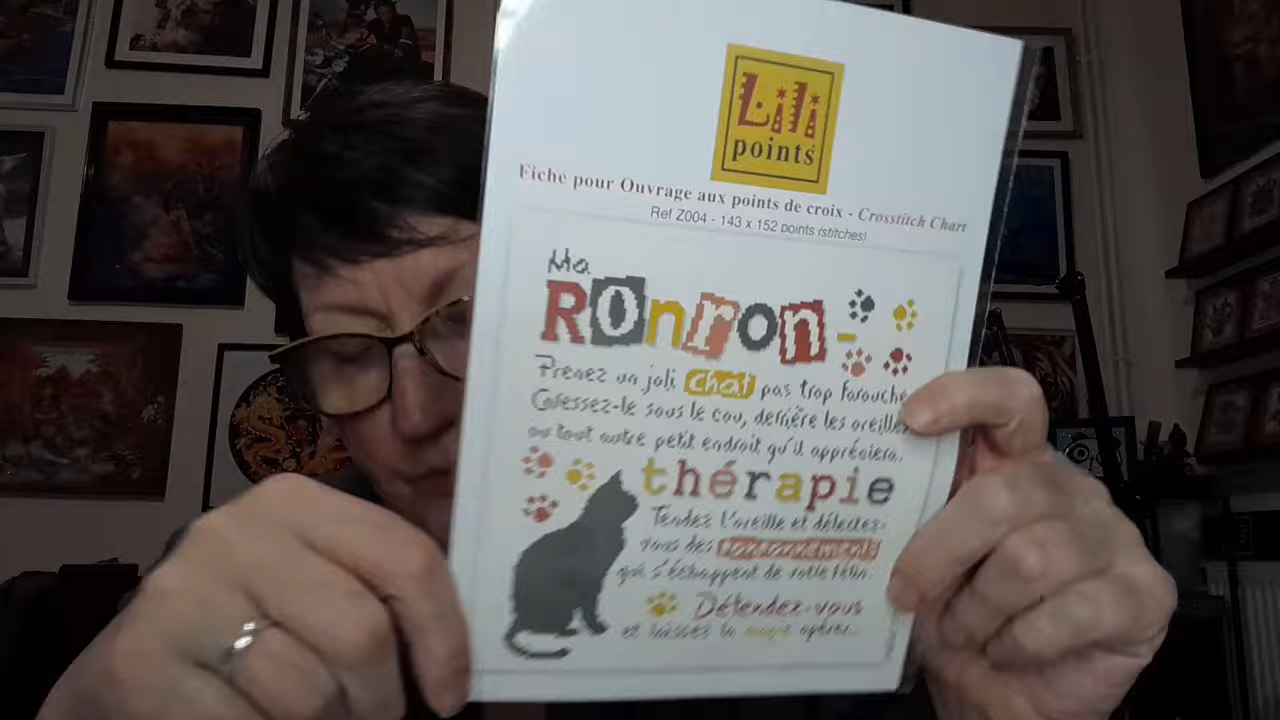 Lili
points
Fiche pour Ouvrage aux points de croix - Crosstitch Chart
Ref Z004 - 143 x 152 points (stitches)
Ma
RonRon-
Prenez un joli chat pas trop farouche
Caressez-le sous le cou, derrière les oreilles
ou tout autre petit endroit qu'il appréciera.
thérapie
Tendez l'oreille et délectez-
vous des ronronnements
qui s'échappent de votre félin.
Détendez-vous
et laissez la magie opérer...